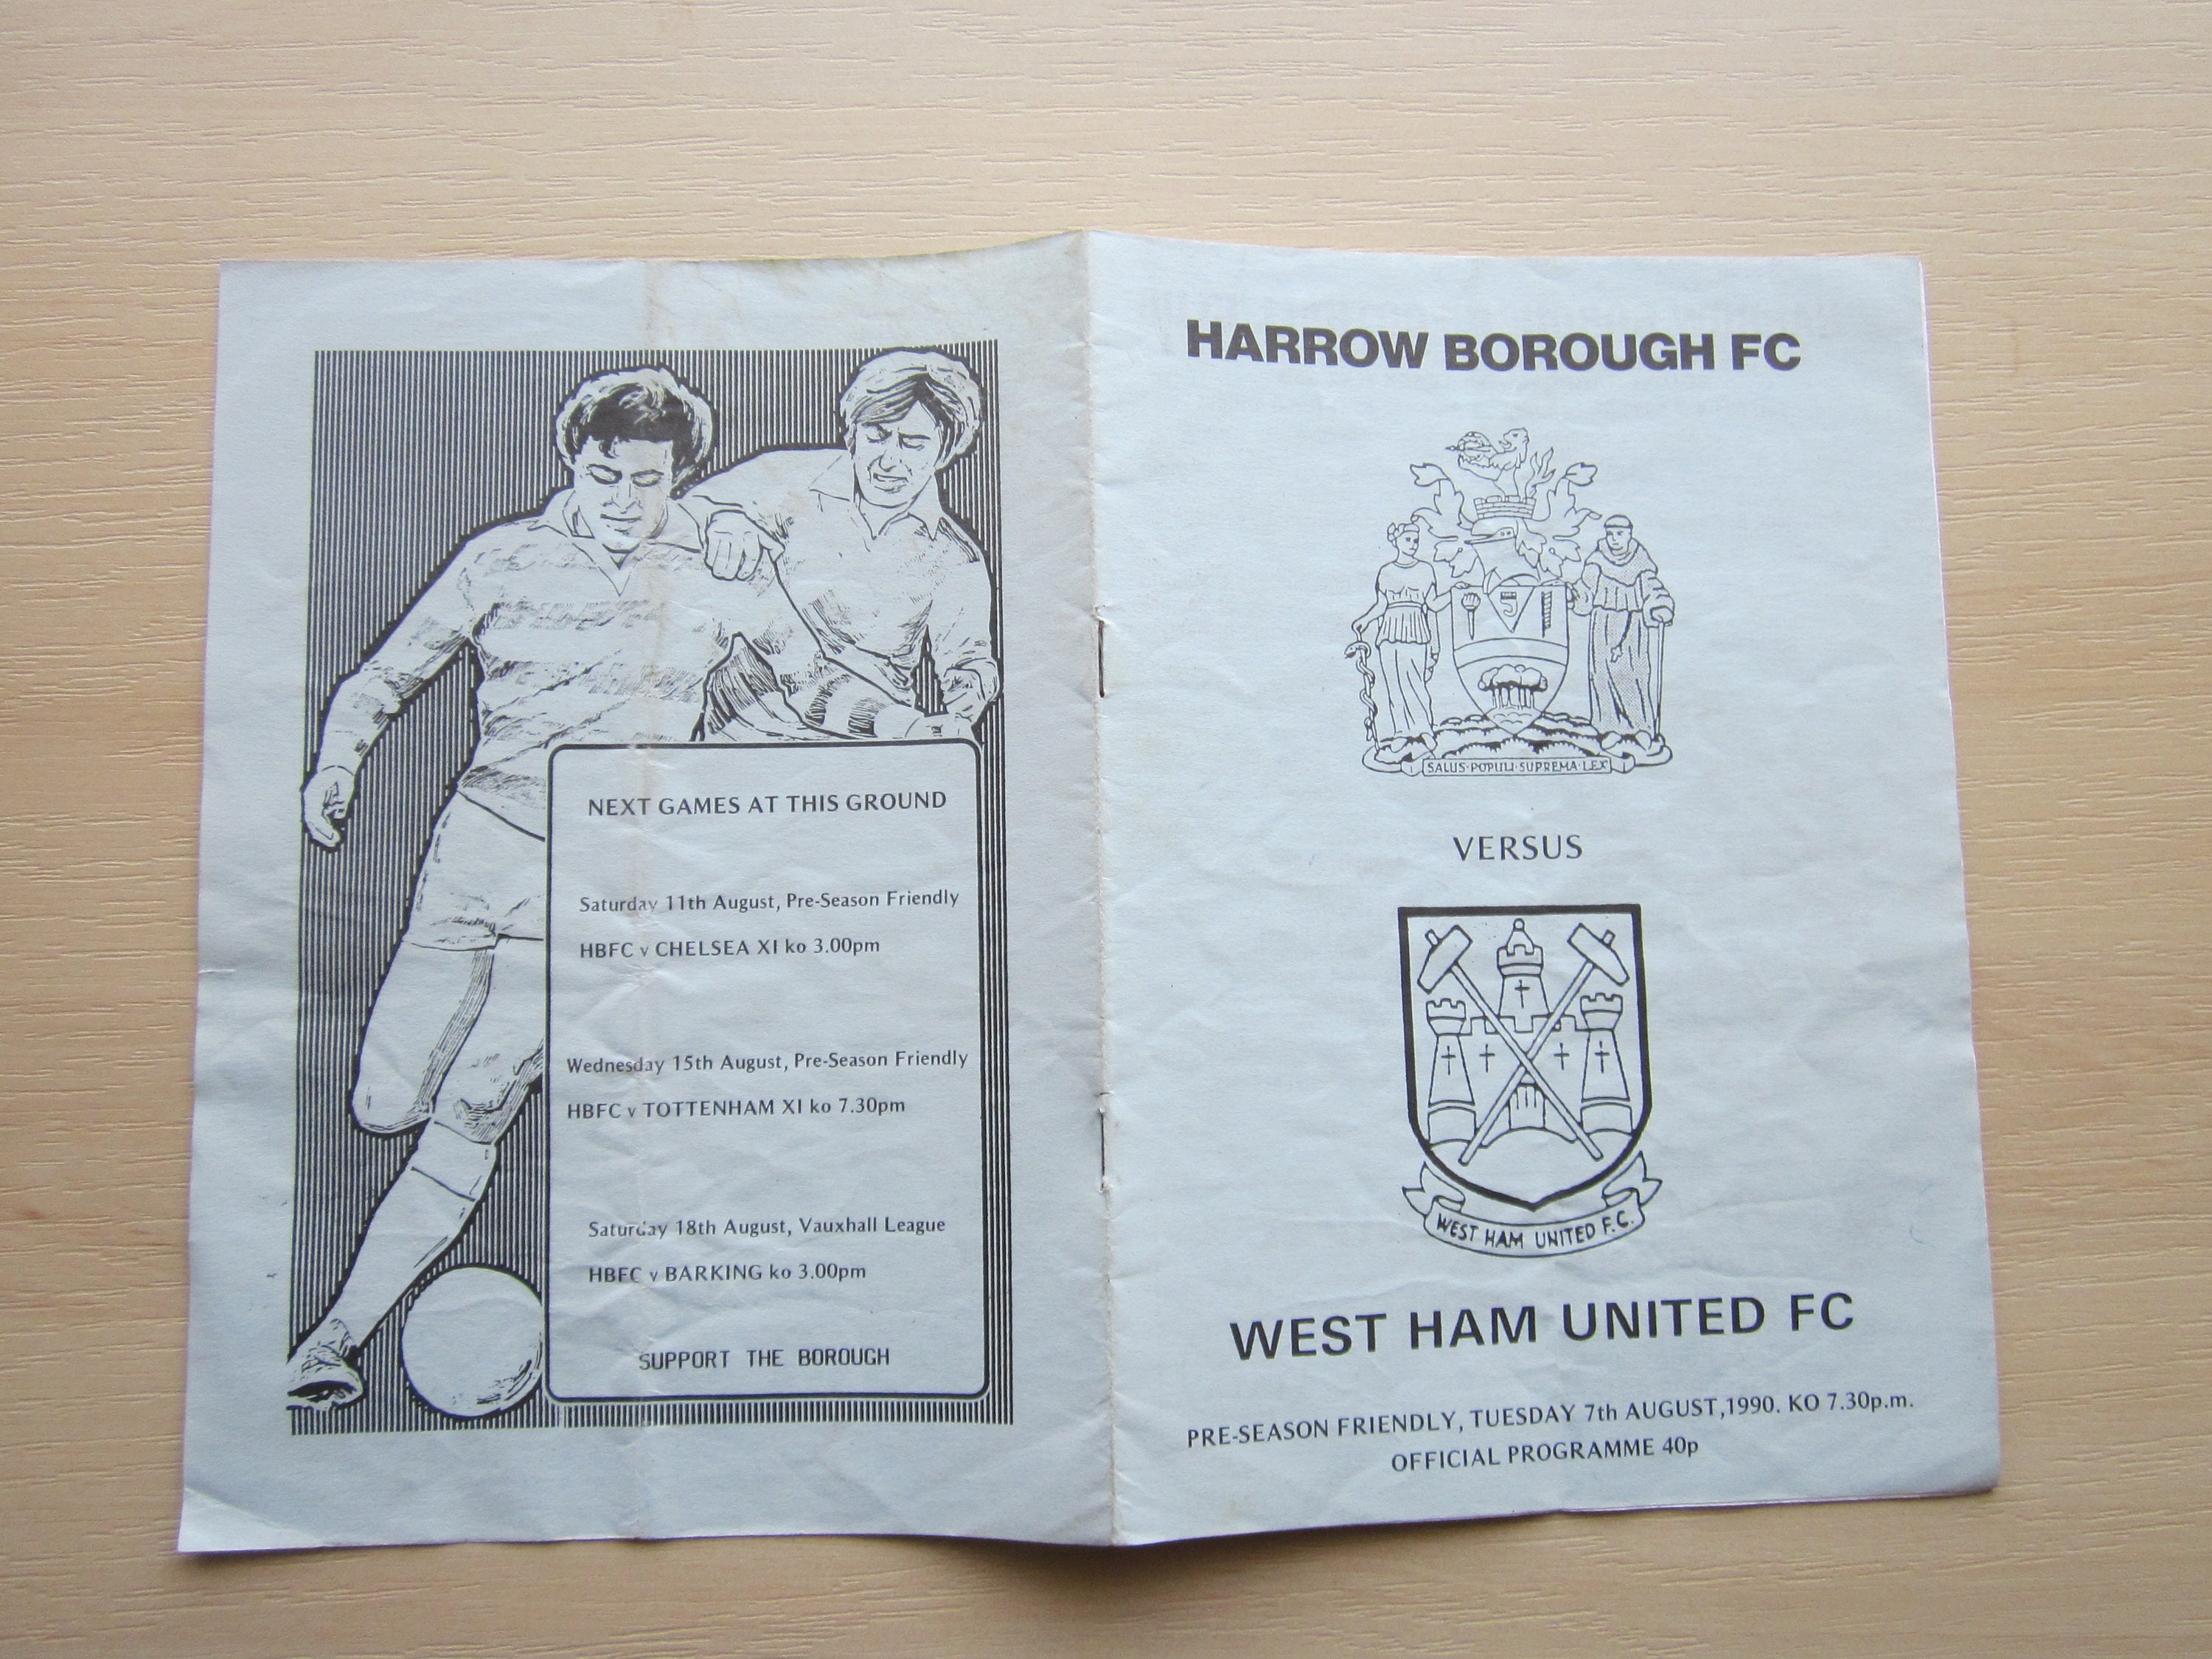 NEXT GAMES AT THIS GROUND
Saturday 11th August, Pre-Season Friendly
HBFC v CHELSEA XI ko 3.00pm
Wednesday 15th August, Pre-Season Friendly
HBFC v TOTTENHAM XI ko 7.30pm
Saturday 18th August, Vauxhall League
HBFC v BARKING ko 3.00pm
SUPPORT THE BOROUGH
HARROW BOROUGH FC
SALUS·POPULI·SUPREMA·LEX
VERSUS
WEST HAM UNITED F.C.
WEST HAM UNITED FC
PRE-SEASON FRIENDLY, TUESDAY 7th AUGUST,1990. KO 7.30p.m.
OFFICIAL PROGRAMME 40p